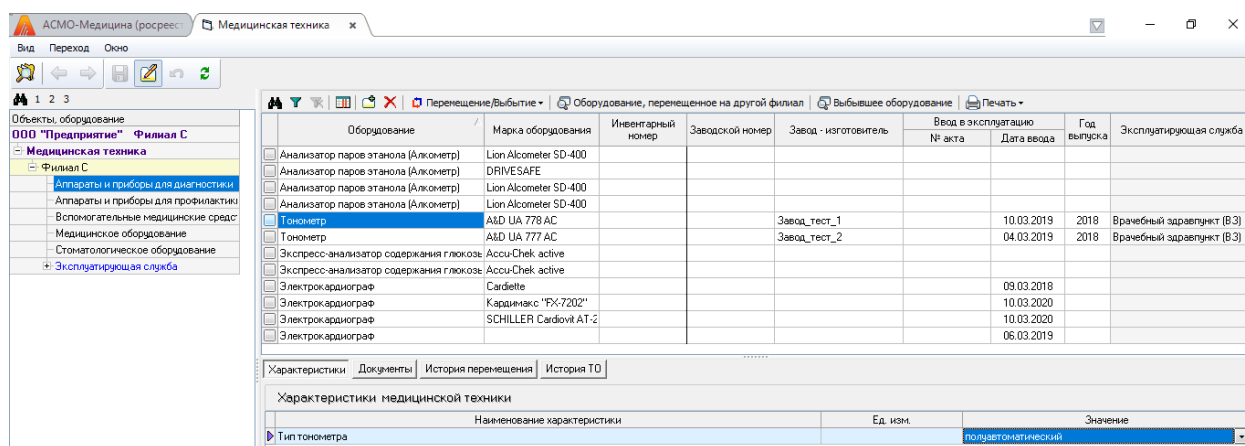 АСМО-Медицина (росреест Медицинская техника
Вид Переход Окно
1 2 3
Перемещение/Выбытие Оборудование, перемещенное на другой филиал Выбывшее оборудование Печать
Объекты, оборудование
ООО "Предприятие" Филиал С
Медицинская техника
Филиал С
Аппараты и приборы для диагностики
Аппараты и приборы для профилактик
Вспомогательные медицинские средс
Медицинское оборудование
Стоматологическое оборудование
Эксплуатирующая служба
Оборудование Марка оборудования Инвентарный номер Заводской номер Завод - изготовитель Ввод в эксплуатацию № акта Дата ввода Год выпуска Эксплуатирующая служба
Анализатор паров этанола (Алкометр) Lion Alcometer SD-400
Анализатор паров этанола (Алкометр) DRIVESAFE
Анализатор паров этанола (Алкометр) Lion Alcometer SD-400
Анализатор паров этанола (Алкометр) Lion Alcometer SD-400
Тонометр A&D UA 778 AC Завод_тест_1 10.03.2019 2018 Врачебный здравпункт (ВЗ)
Тонометр A&D UA 777 AC Завод_тест_2 04.03.2019 2018 Врачебный здравпункт (ВЗ)
Экспресс-анализатор содержания глюкозь Accu-Chek active
Экспресс-анализатор содержания глюкозь Accu-Chek active
Электрокардиограф Cardiette 09.03.2018
Электрокардиограф Кардимакс "FX-7202" 10.03.2020
Электрокардиограф SCHILLER Cardiovit AT-2 10.03.2020
Электрокардиограф 06.03.2019
Характеристики Документы История перемещения История ТО
Характеристики медицинской техники
Наименование характеристики Ед. изм. Значение
Тип тонометра полуавтоматический